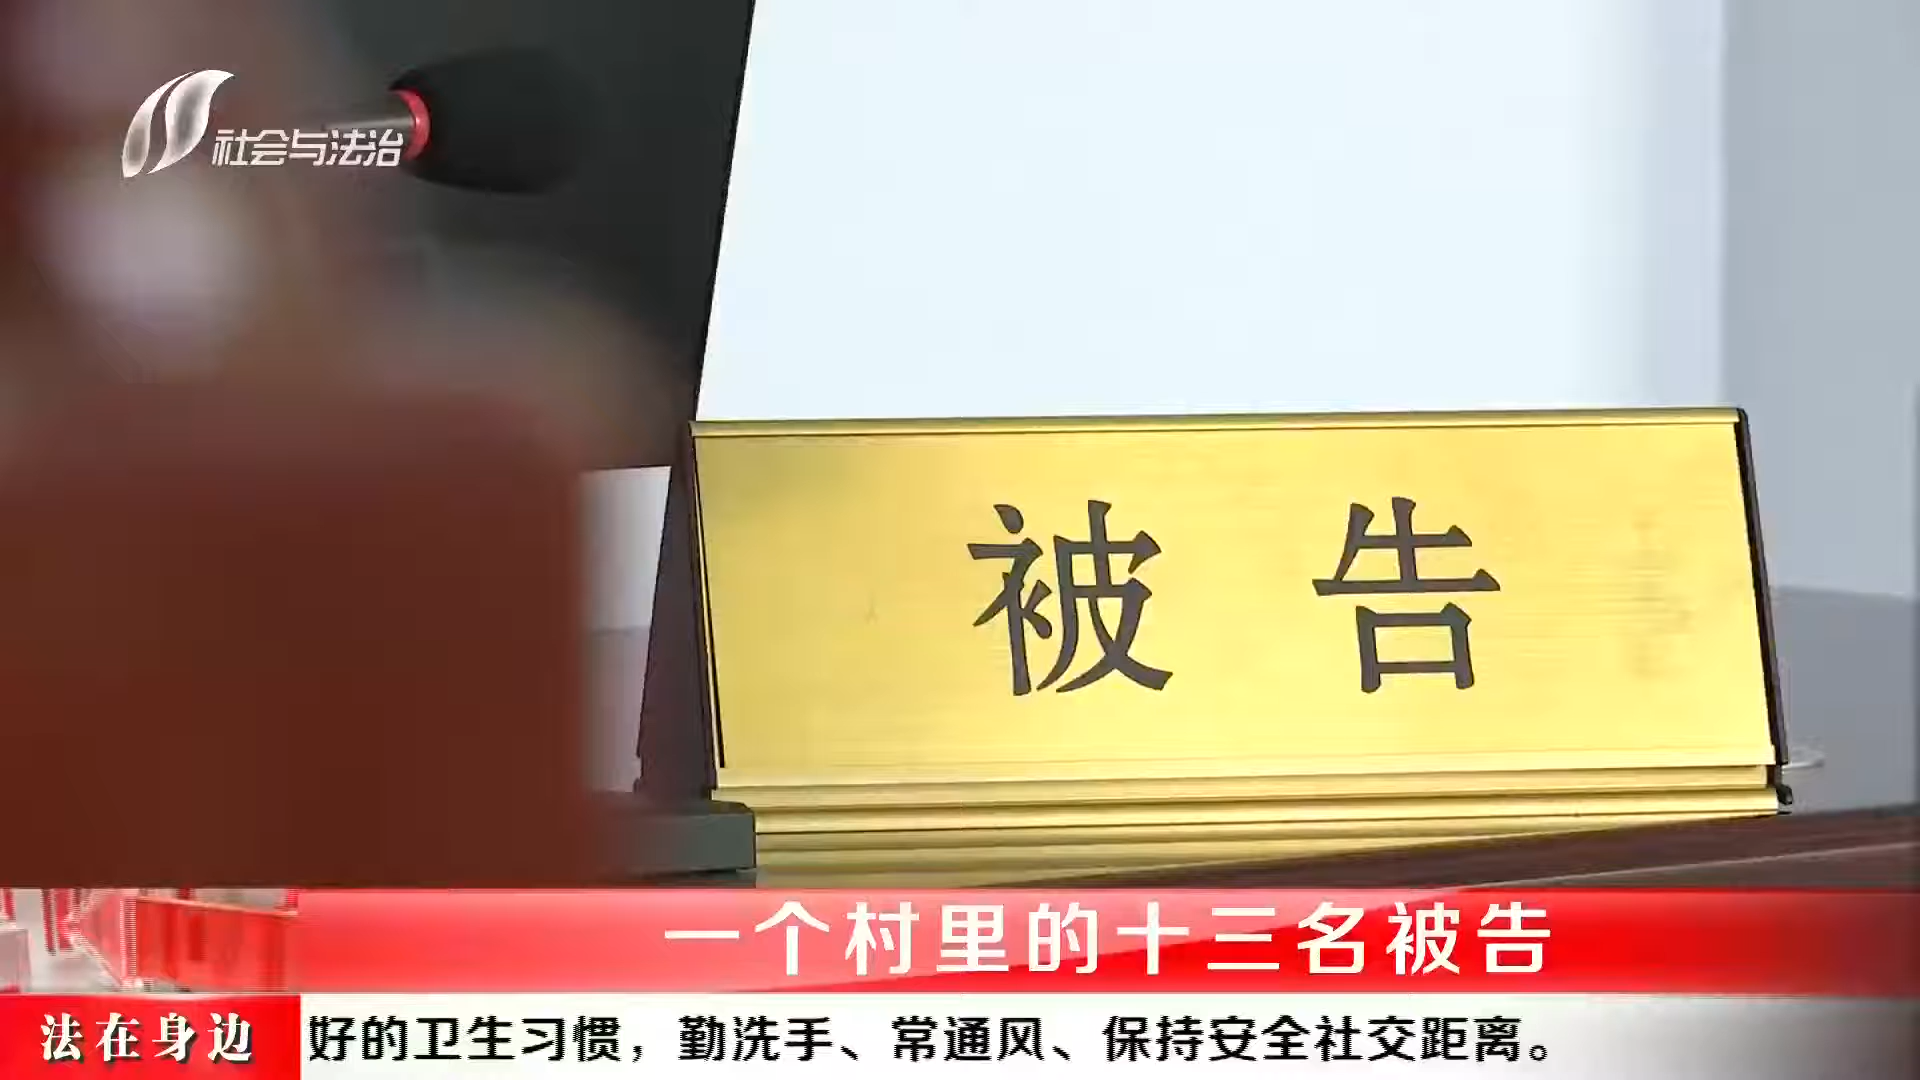 社会与法治
被告
一个村里的十三名被告
法在身边
好的卫生习惯，勤洗手、常通风、保持安全社交距离。